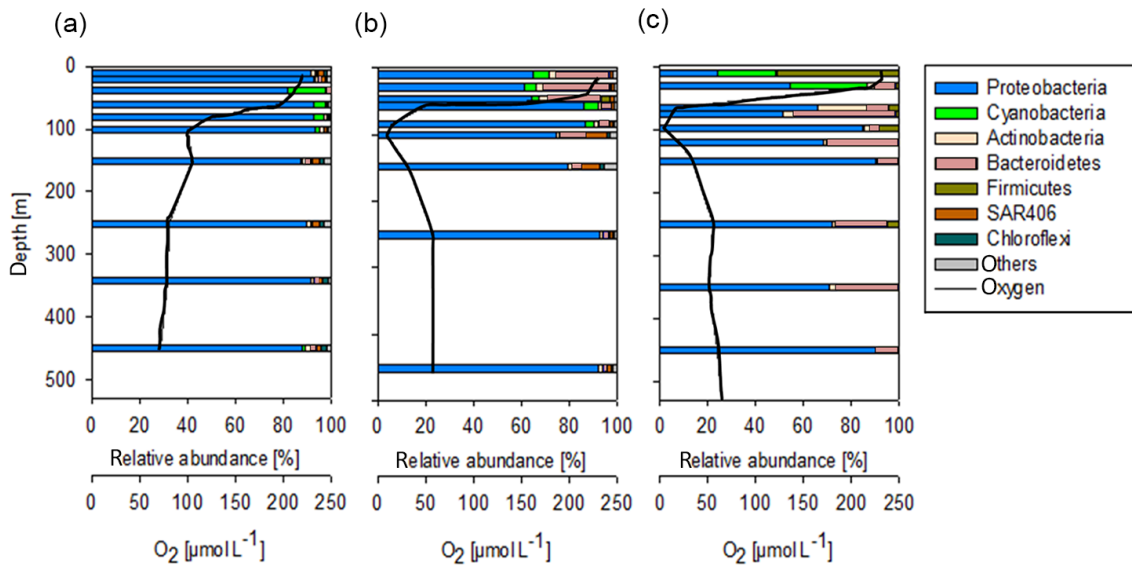 (a)
(b)
(c)
0
100
200
300
400
500
Depth [m]
0 20 40 60 80 100
0 20 40 60 80 100
0 20 40 60 80 100
Relative abundance [%]
Relative abundance [%]
Relative abundance [%]
0 50 100 150 200 250
0 50 100 150 200 250
0 50 100 150 200 250
O2 [µmol L-1]
O2 [µmol L-1]
O2 [µmol L-1]
Proteobacteria
Cyanobacteria
Actinobacteria
Bacteroidetes
Firmicutes
SAR406
Chloroflexi
Others
Oxygen